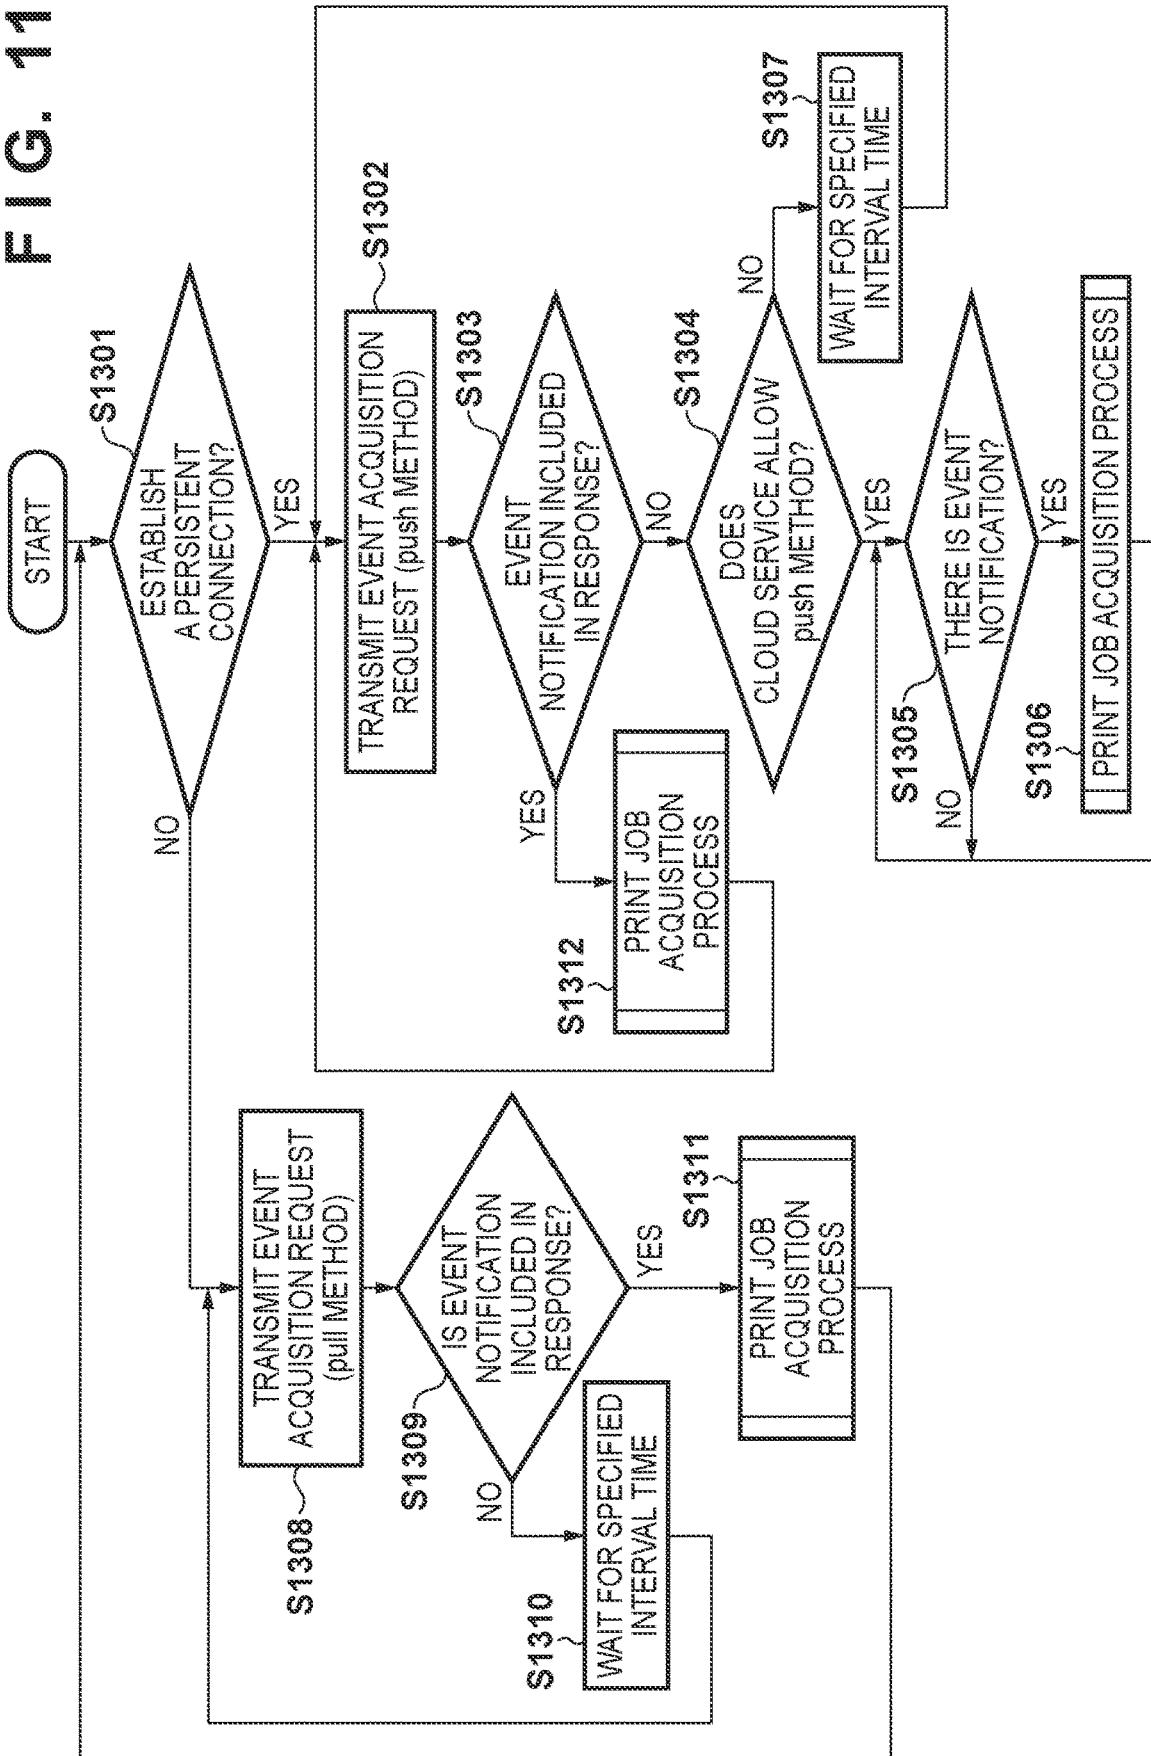 FIG. 11
START
S1301
ESTABLISH
A PERSISTENT
CONNECTION?
NO
YES
S1302
TRANSMIT EVENT ACQUISITION
REQUEST (push METHOD)
S1303
EVENT
NOTIFICATION INCLUDED
IN RESPONSE?
YES
NO
S1312
PRINT JOB
ACQUISITION
PROCESS
S1304
DOES
CLOUD SERVICE ALLOW
push METHOD?
NO
YES
S1307
WAIT FOR SPECIFIED
INTERVAL TIME
S1305
THERE IS EVENT
NOTIFICATION?
NO
YES
S1306
PRINT JOB ACQUISITION PROCESS
S1308
TRANSMIT EVENT
ACQUISITION REQUEST
(pull METHOD)
S1309
IS EVENT
NOTIFICATION
INCLUDED IN
RESPONSE?
NO
YES
S1310
WAIT FOR SPECIFIED
INTERVAL TIME
S1311
PRINT JOB
ACQUISITION
PROCESS